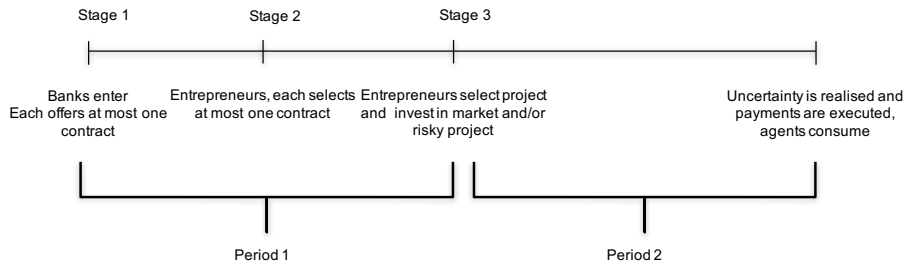 Stage 1
Stage 2
Stage 3
Banks enter
Each offers at most one
contract
Entrepreneurs, each selects
at most one contract
Entrepreneurs select project
and invest in market and/or
risky project
Uncertainty is realised and
payments are executed,
agents consume
Period 1
Period 2